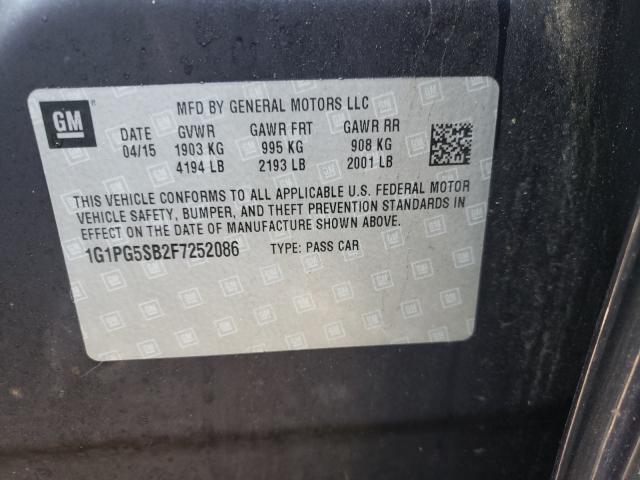 GM
MFD BY GENERAL MOTORS LLC
DATE GVWR GAWR FRT GAWR RR
04/15 1903 KG 995 KG 908 KG
4194 LB 2193 LB 2001 LB
THIS VEHICLE CONFORMS TO ALL APPLICABLE U.S. FEDERAL MOTOR
VEHICLE SAFETY, BUMPER, AND THEFT PREVENTION STANDARDS IN
EFFECT ON THE DATE OF MANUFACTURE SHOWN ABOVE.
1G1PG5SB2F7252086 TYPE: PASS CAR